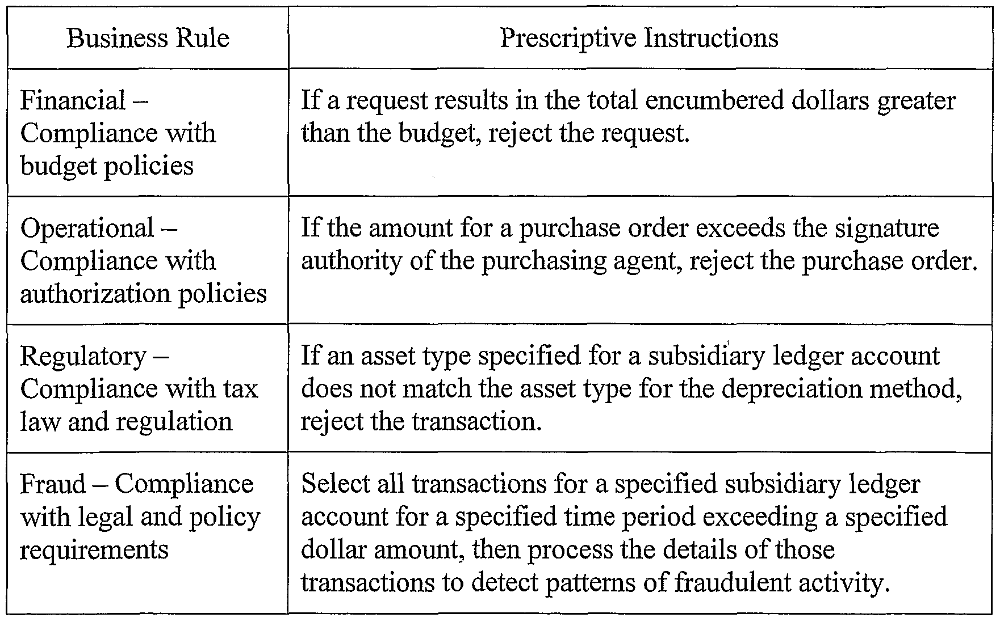 Business Rule
Prescriptive Instructions
Financial –
Compliance with
budget policies
If a request results in the total encumbered dollars greater
than the budget, reject the request.
Operational –
Compliance with
authorization policies
If the amount for a purchase order exceeds the signature
authority of the purchasing agent, reject the purchase order.
Regulatory –
Compliance with tax
law and regulation
If an asset type specified for a subsidiary ledger account
does not match the asset type for the depreciation method,
reject the transaction.
Fraud – Compliance
with legal and policy
requirements
Select all transactions for a specified subsidiary ledger
account for a specified time period exceeding a specified
dollar amount, then process the details of those
transactions to detect patterns of fraudulent activity.